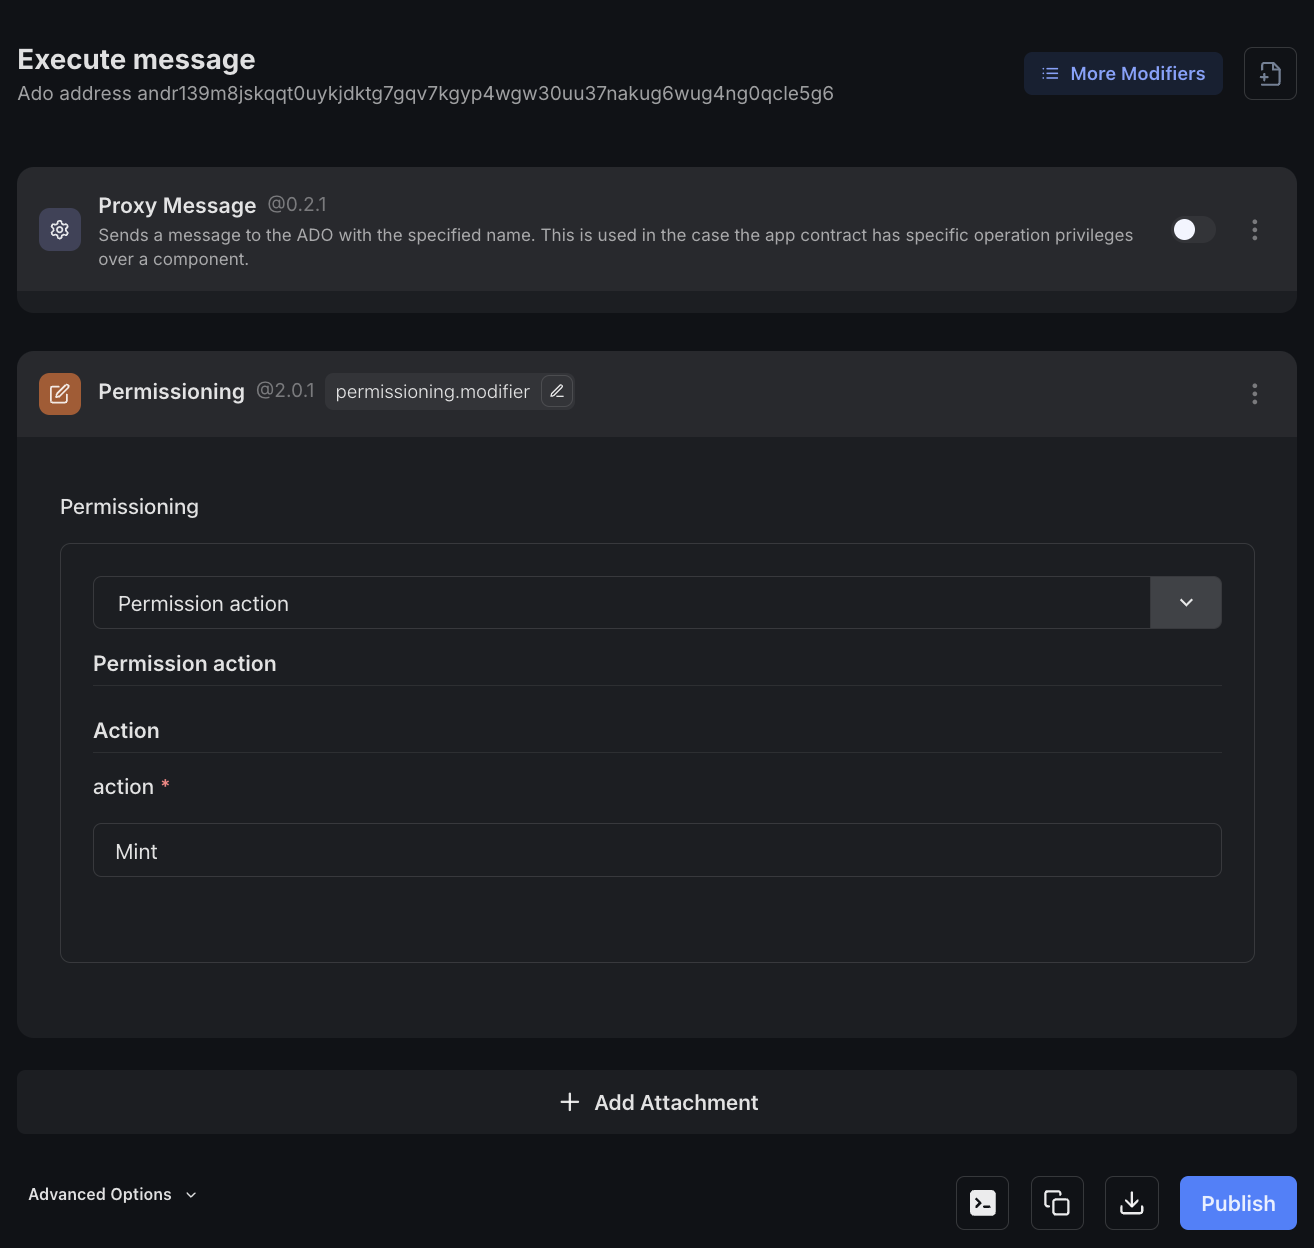 Execute message
Ado address andr139m8jskqqt0uykjdktg7gqv7kgyp4wgw30uu37nakug6wug4ng0qcle5g6
More Modifiers
Proxy Message @0.2.1
Sends a message to the ADO with the specified name. This is used in the case the app contract has specific operation privileges
over a component.
Permissioning @2.0.1 permissioning.modifier
Permissioning
Permission action
Permission action
Action
action *
Mint
Add Attachment
Advanced Options
Publish